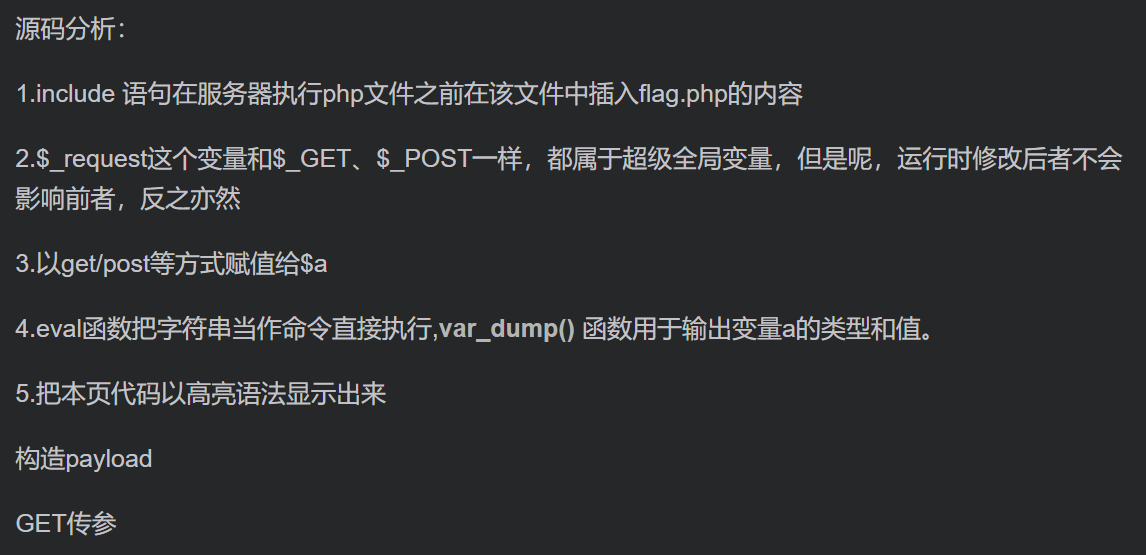 源码分析：
1.include 语句在服务器执行php文件之前在该文件中插入flag.php的内容
2.$_request这个变量和$_GET、$_POST一样，都属于超级全局变量，但是呢，运行时修改后者不会
影响前者，反之亦然
3.以get/post等方式赋值给$a
4.eval函数把字符串当作命令直接执行,var_dump() 函数用于输出变量a的类型和值。
5.把本页代码以高亮语法显示出来
构造payload
GET传参